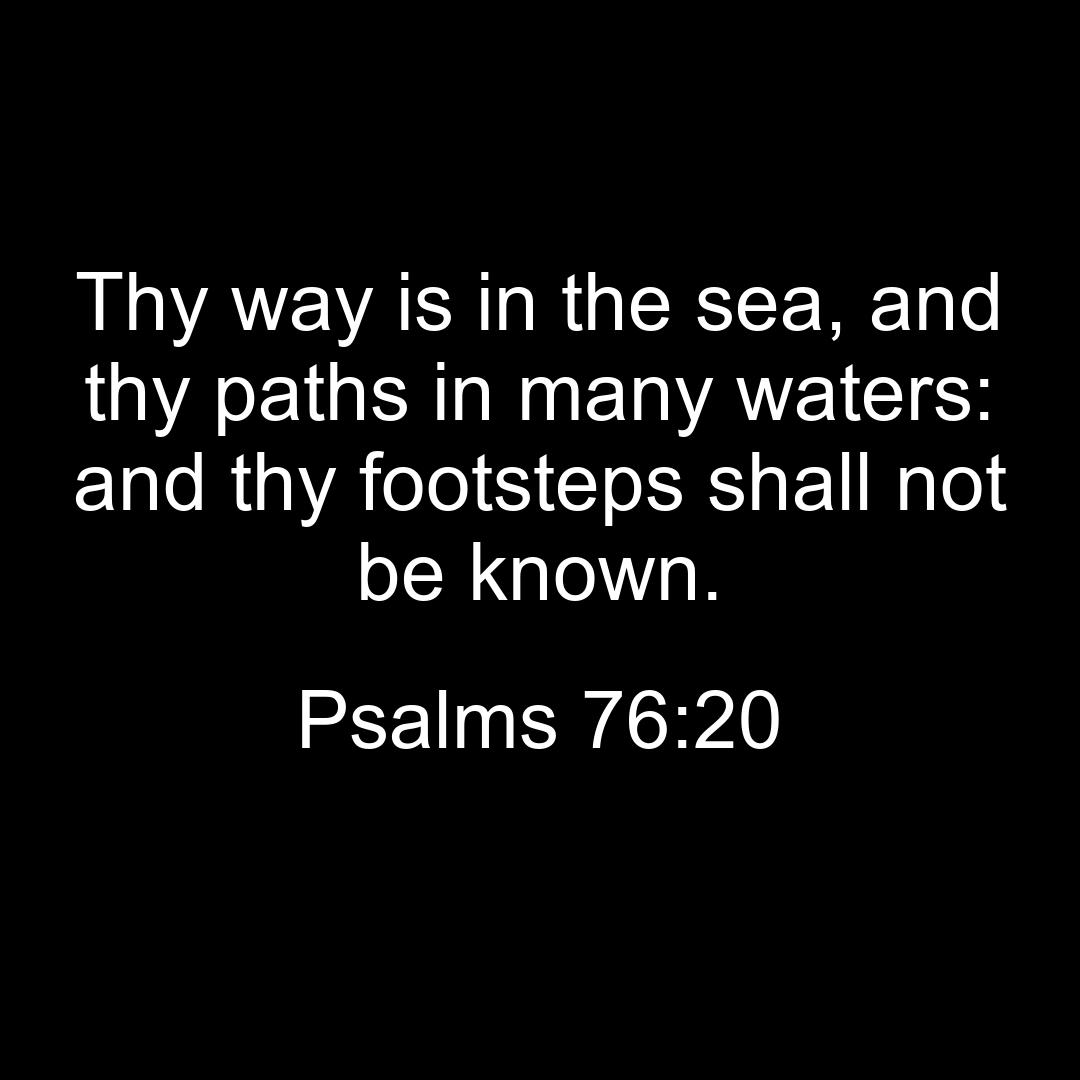 Thy way is in the sea, and
thy paths in many waters:
and thy footsteps shall not
be known.
Psalms 76:20